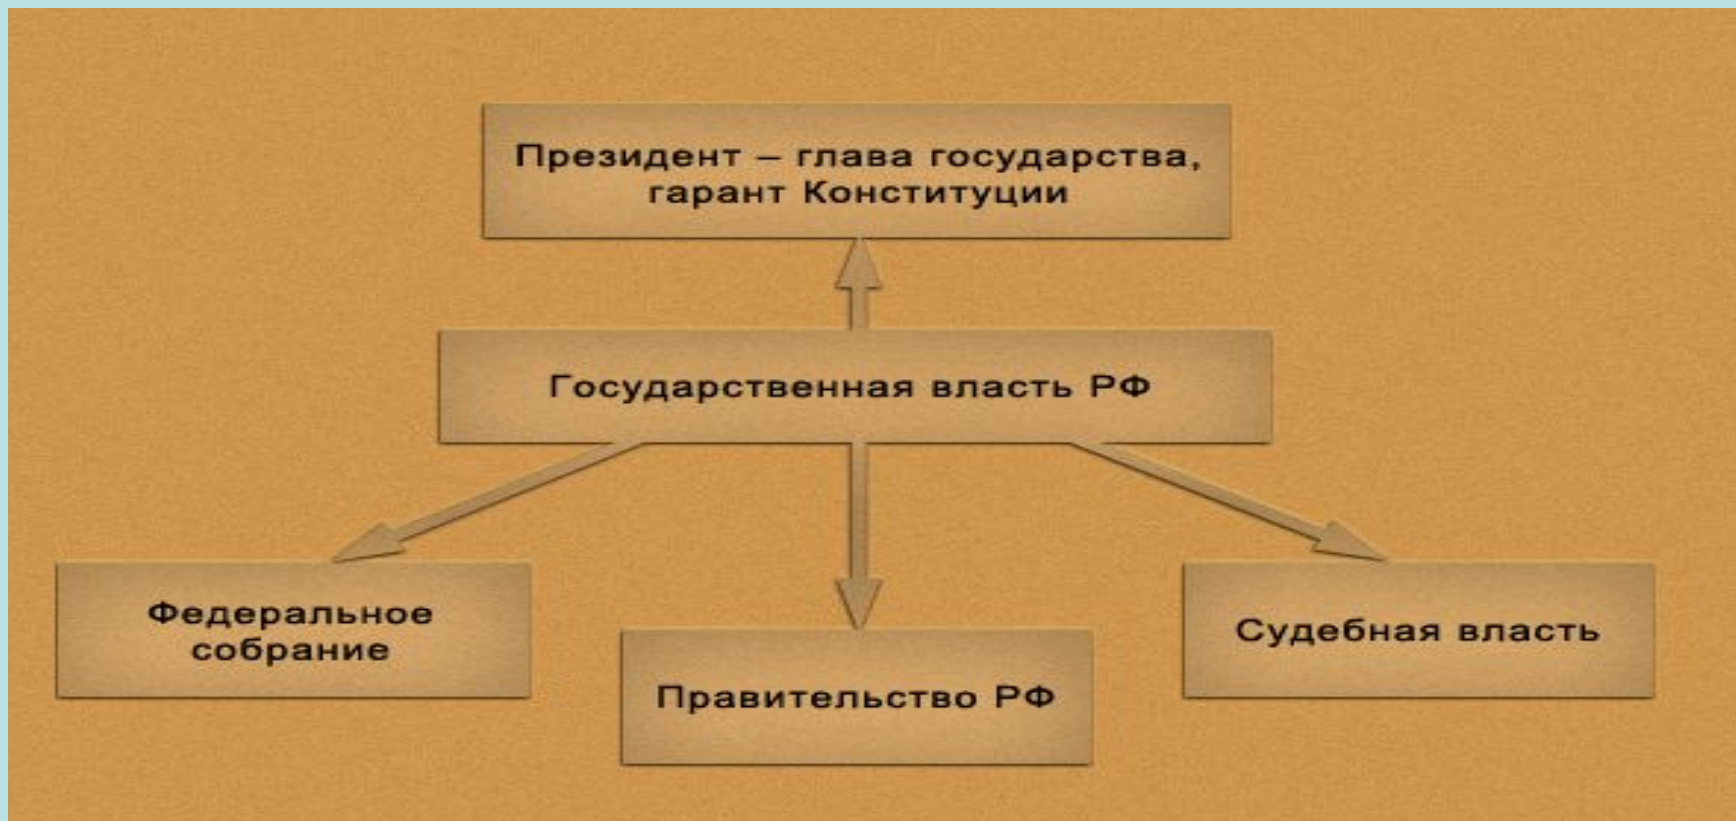 Президент – глава государства,
гарант Конституции
Государственная власть РФ
Федеральное
собрание
Правительство РФ
Судебная власть